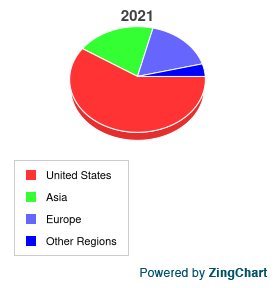 2021
United States
Asia
Europe
Other Regions
Powered by ZingChart